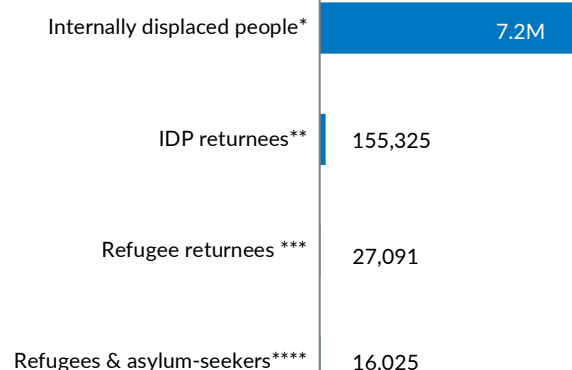 Internally displaced people* 7.2M
IDP returnees** 155,325
Refugee returnees *** 27,091
Refugees & asylum-seekers**** 16,025